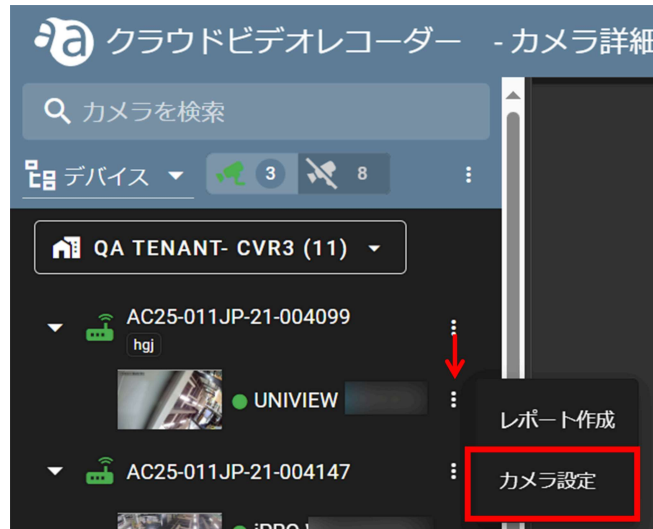 a クラウドビデオレコーダー - カメラ詳細
カメラを検索
デバイス 3 8
QA TENANT- CVR3 (11)
AC25-011JP-21-004099
hgj
UNIVIEW
レポート作成
カメラ設定
AC25-011JP-21-004147